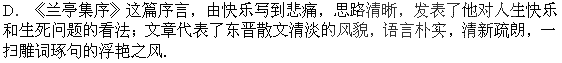 D．《兰亭集序》这篇序言，由快乐写到悲痛，思路清晰，发表了他对人生快乐
和生死问题的看法；文章代表了东晋散文清淡的风貌，语言朴实，清新疏朗，一
扫雕词琢句的浮艳之风.